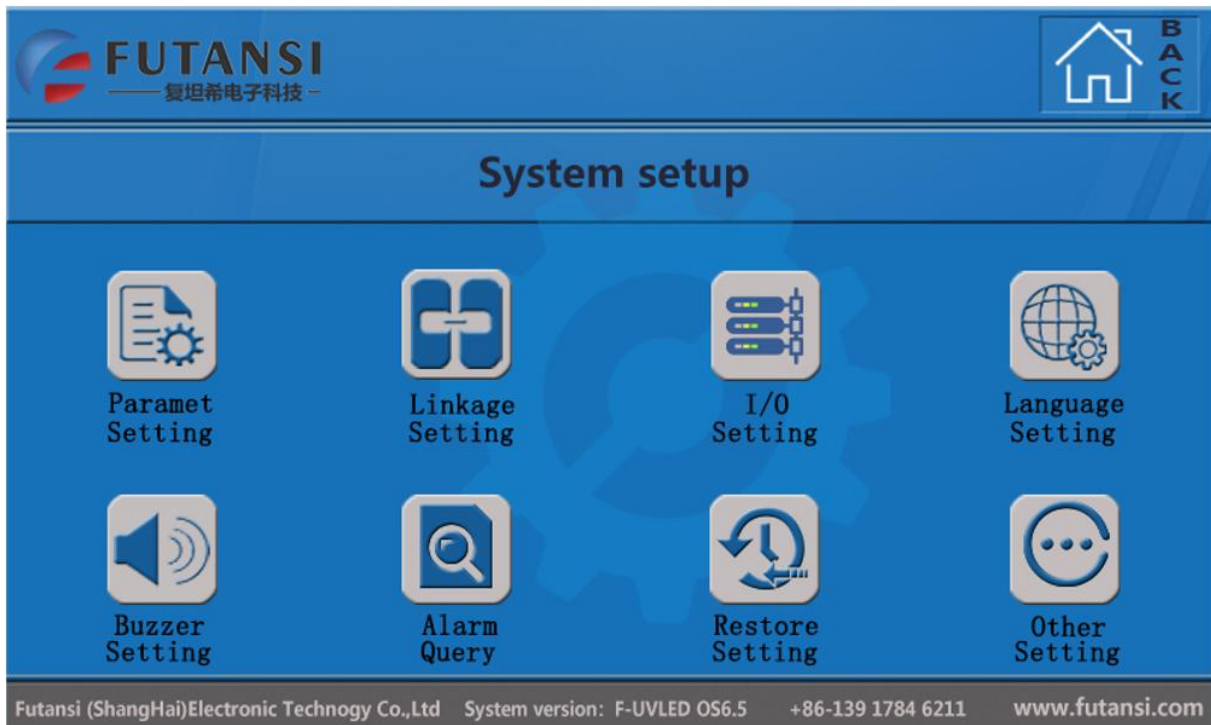 FUTANSI
复坦希电子科技
BACK
System setup
Paramet
Setting
Linkage
Setting
I/O
Setting
Language
Setting
Buzzer
Setting
Alarm
Query
Restore
Setting
Other
Setting
Futansi (ShangHai)Electronic Technogy Co.,Ltd System version: F-UVLED OS6.5 +86-139 1784 6211 www.futansi.com